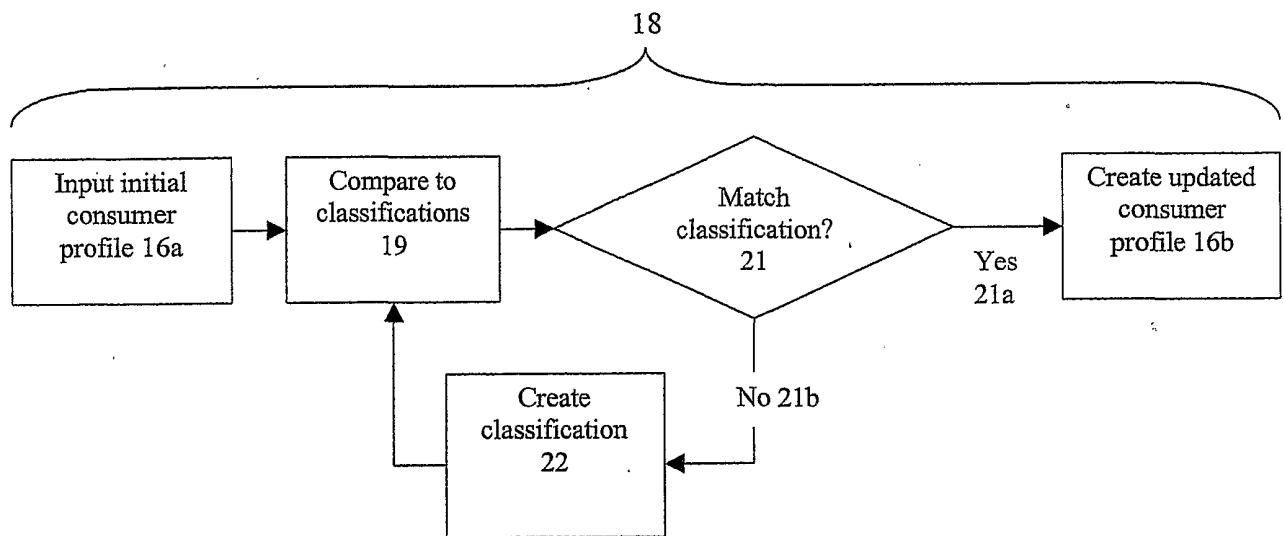 18
Input initial
consumer
profile 16a
Compare to
classifications
19
Match
classification?
21
Yes
21a
Create updated
consumer
profile 16b
No 21b
Create
classification
22